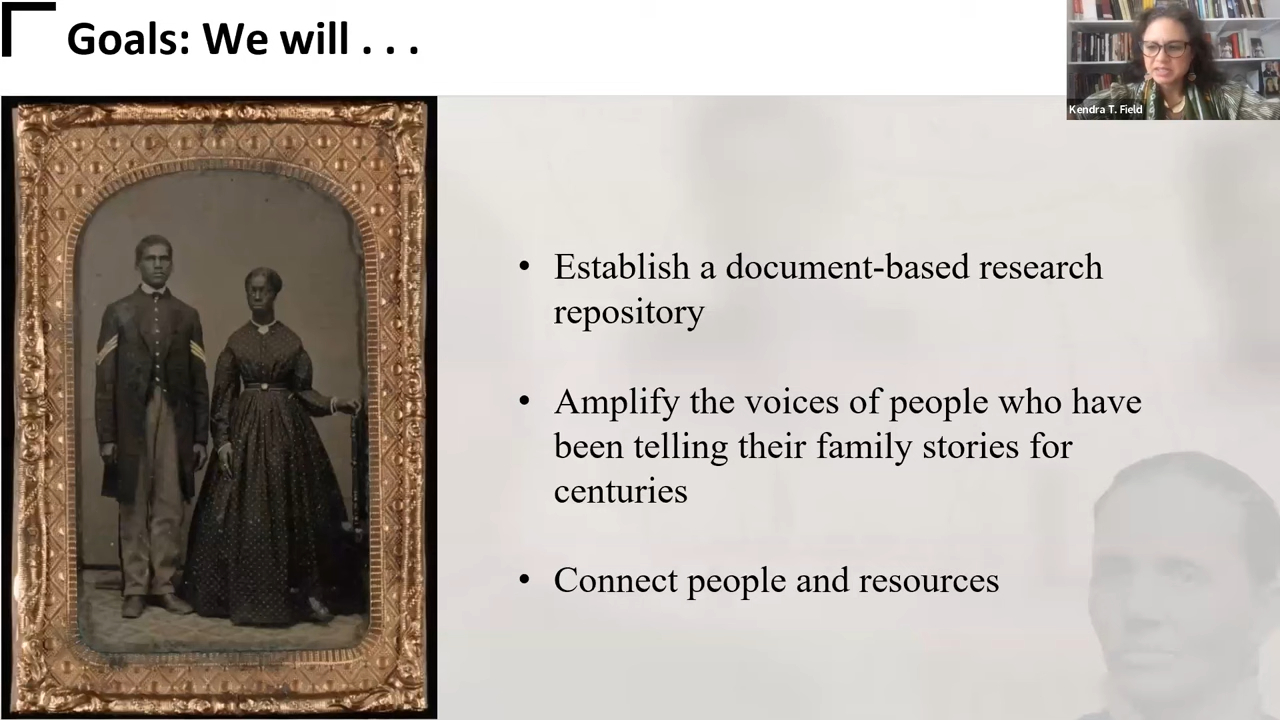 Goals: We will . . .
Kendra T. Field
• Establish a document-based research
repository
• Amplify the voices of people who have
been telling their family stories for
centuries
• Connect people and resources